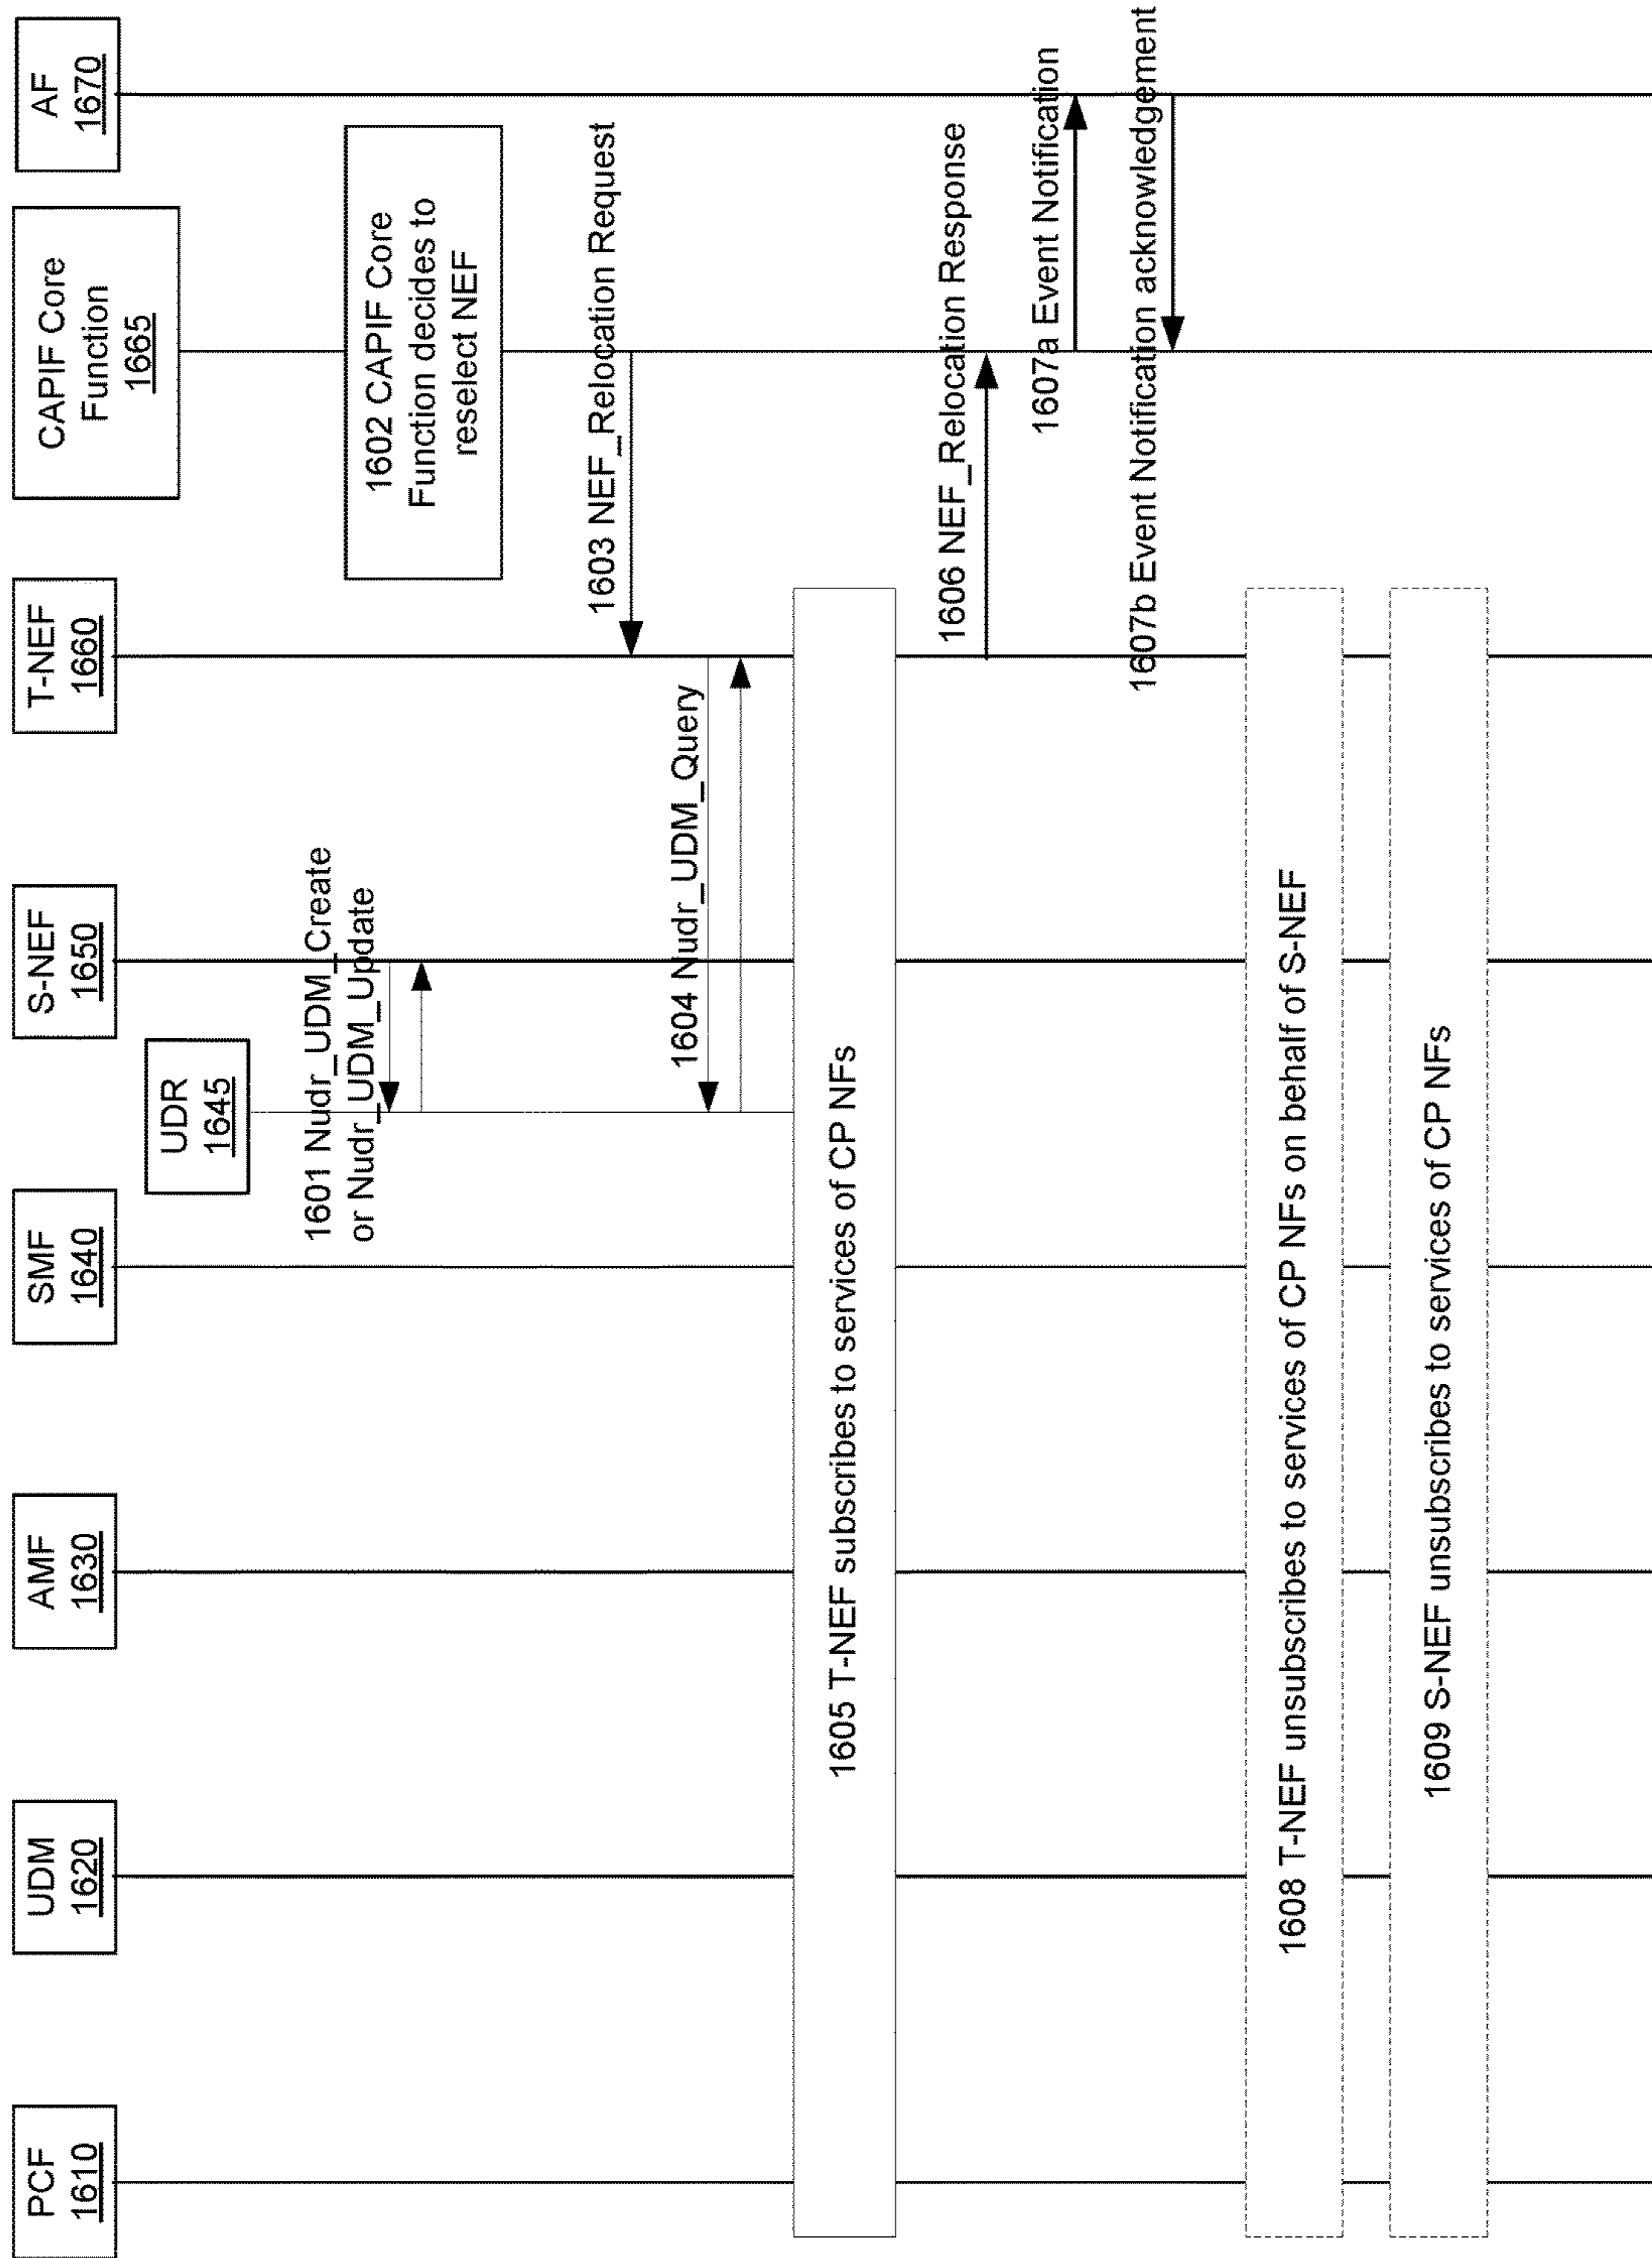 PCF
1610
UDM
1620
AMF
1630
SMF
1640
UDR
1645
S-NEF
1650
T-NEF
1660
CAPIF Core
Function
1665
AF
1670
1601 Nudr_UDM_Create
or Nudr_UDM_Update
1602 CAPIF Core
Function decides to
reselect NEF
1603 NEF_Relocation Request
1604 Nudr_UDM_Query
1605 T-NEF subscribes to services of CP NFs
1606 NEF_Relocation Response
1607a Event Notification
1607b Event Notification acknowledgement
1608 T-NEF unsubscribes to services of CP NFs on behalf of S-NEF
1609 S-NEF unsubscribes to services of CP NFs